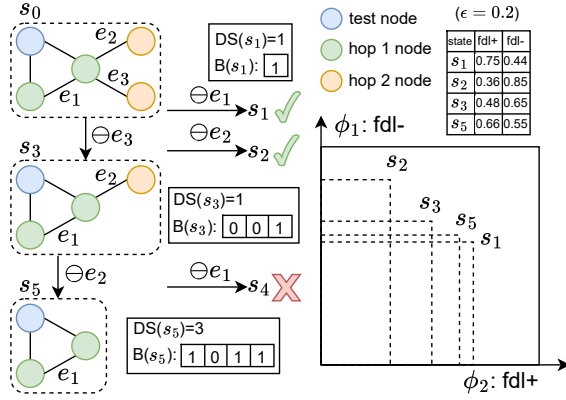 s₀
e₂
e₃
e₁
DS(s₁)=1
B(s₁): 1
⊖e₁
s₁
⊖e₂
s₂
⊖e₃
s₃
e₂
e₁
DS(s₃)=1
B(s₃): 0 0 1
⊖e₂
⊖e₁
s₄
s₅
e₁
DS(s₅)=3
B(s₅): 1 0 1 1
test node
hop 1 node
hop 2 node
(ϵ = 0.2)
state fdl+ fdl-
s₁ 0.75 0.44
s₂ 0.36 0.85
s₃ 0.48 0.65
s₅ 0.66 0.55
ϕ₁: fdl-
s₂
s₃
s₅
s₁
ϕ₂: fdl+